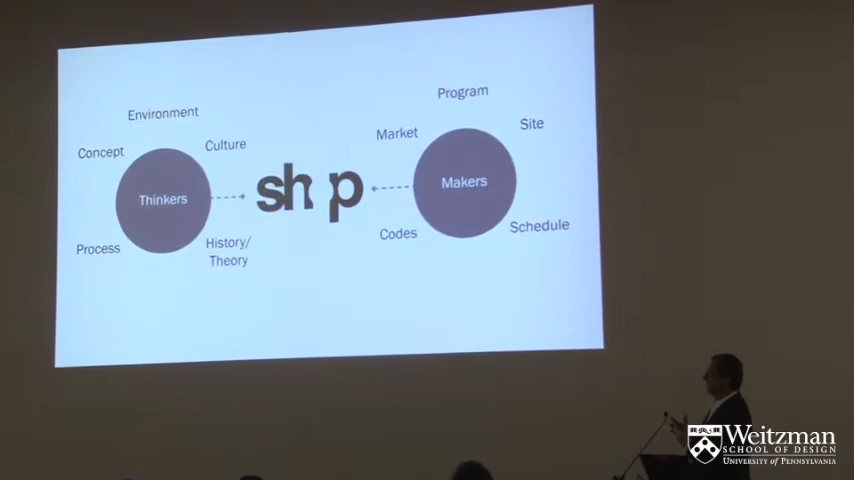 Environment
Concept
Culture
Thinkers
Process
History/
Theory
shop
Program
Market
Site
Makers
Codes
Schedule
Weitzman
SCHOOL OF DESIGN
UNIVERSITY of PENNSYLVANIA